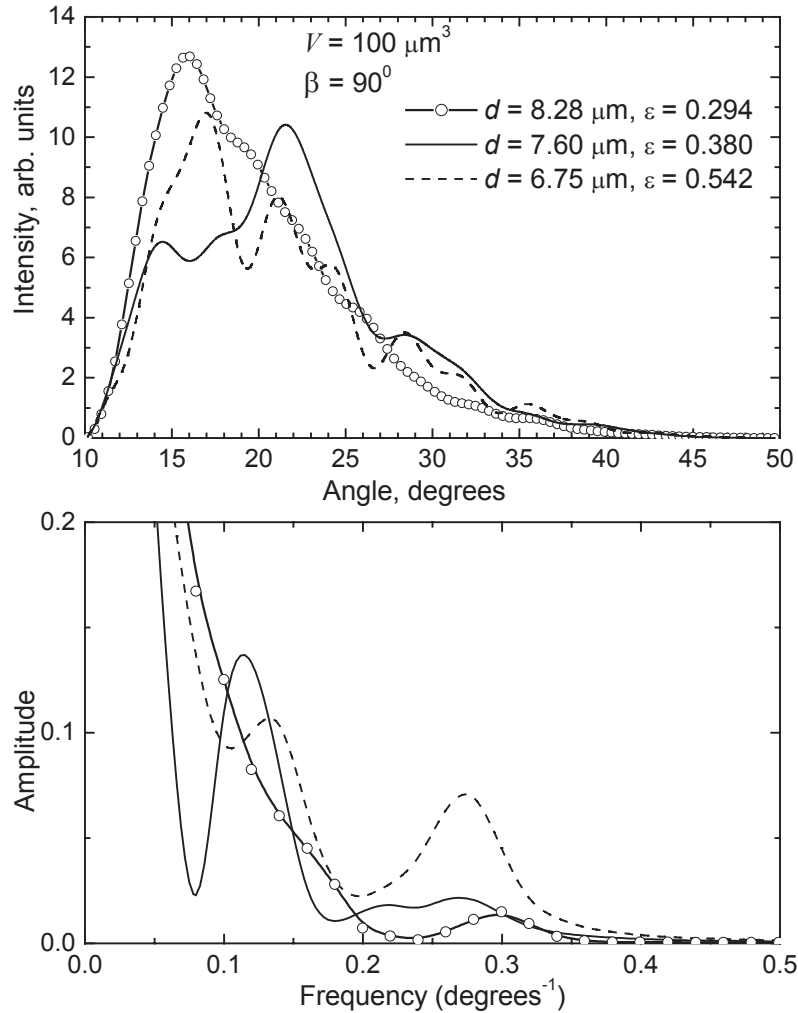 V = 100 μm³
β = 90⁰
d = 8.28 μm, ε = 0.294
d = 7.60 μm, ε = 0.380
d = 6.75 μm, ε = 0.542
Intensity, arb. units
14
12
10
8
6
4
2
0
10 15 20 25 30 35 40 45 50
Angle, degrees
Amplitude
0.2
0.1
0.0
0.0 0.1 0.2 0.3 0.4 0.5
Frequency (degrees⁻¹)